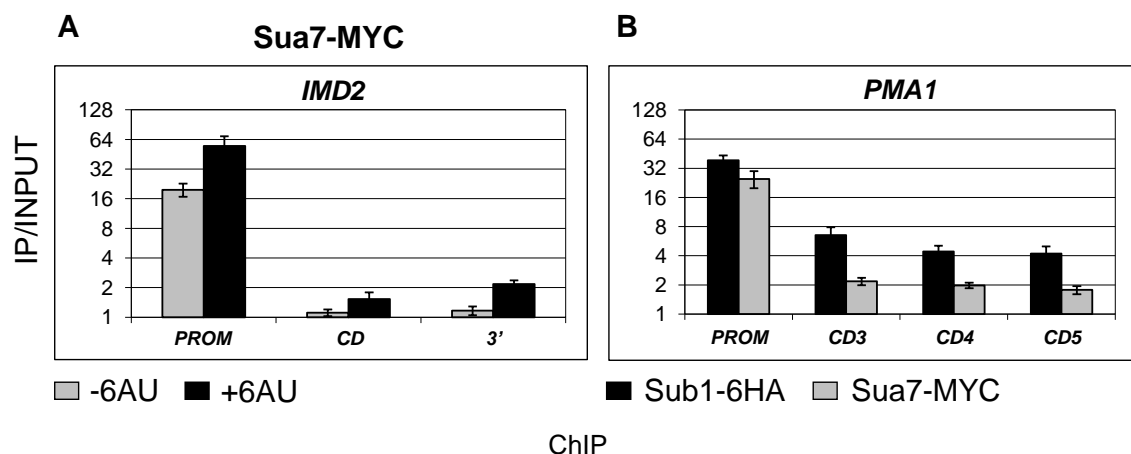 A
Sua7-MYC
IMD2
IP/INPUT
128
64
32
16
8
4
2
1
PROM CD 3’
-6AU +6AU
B
PMA1
128
64
32
16
8
4
2
1
PROM CD3 CD4 CD5
Sub1-6HA Sua7-MYC
ChIP